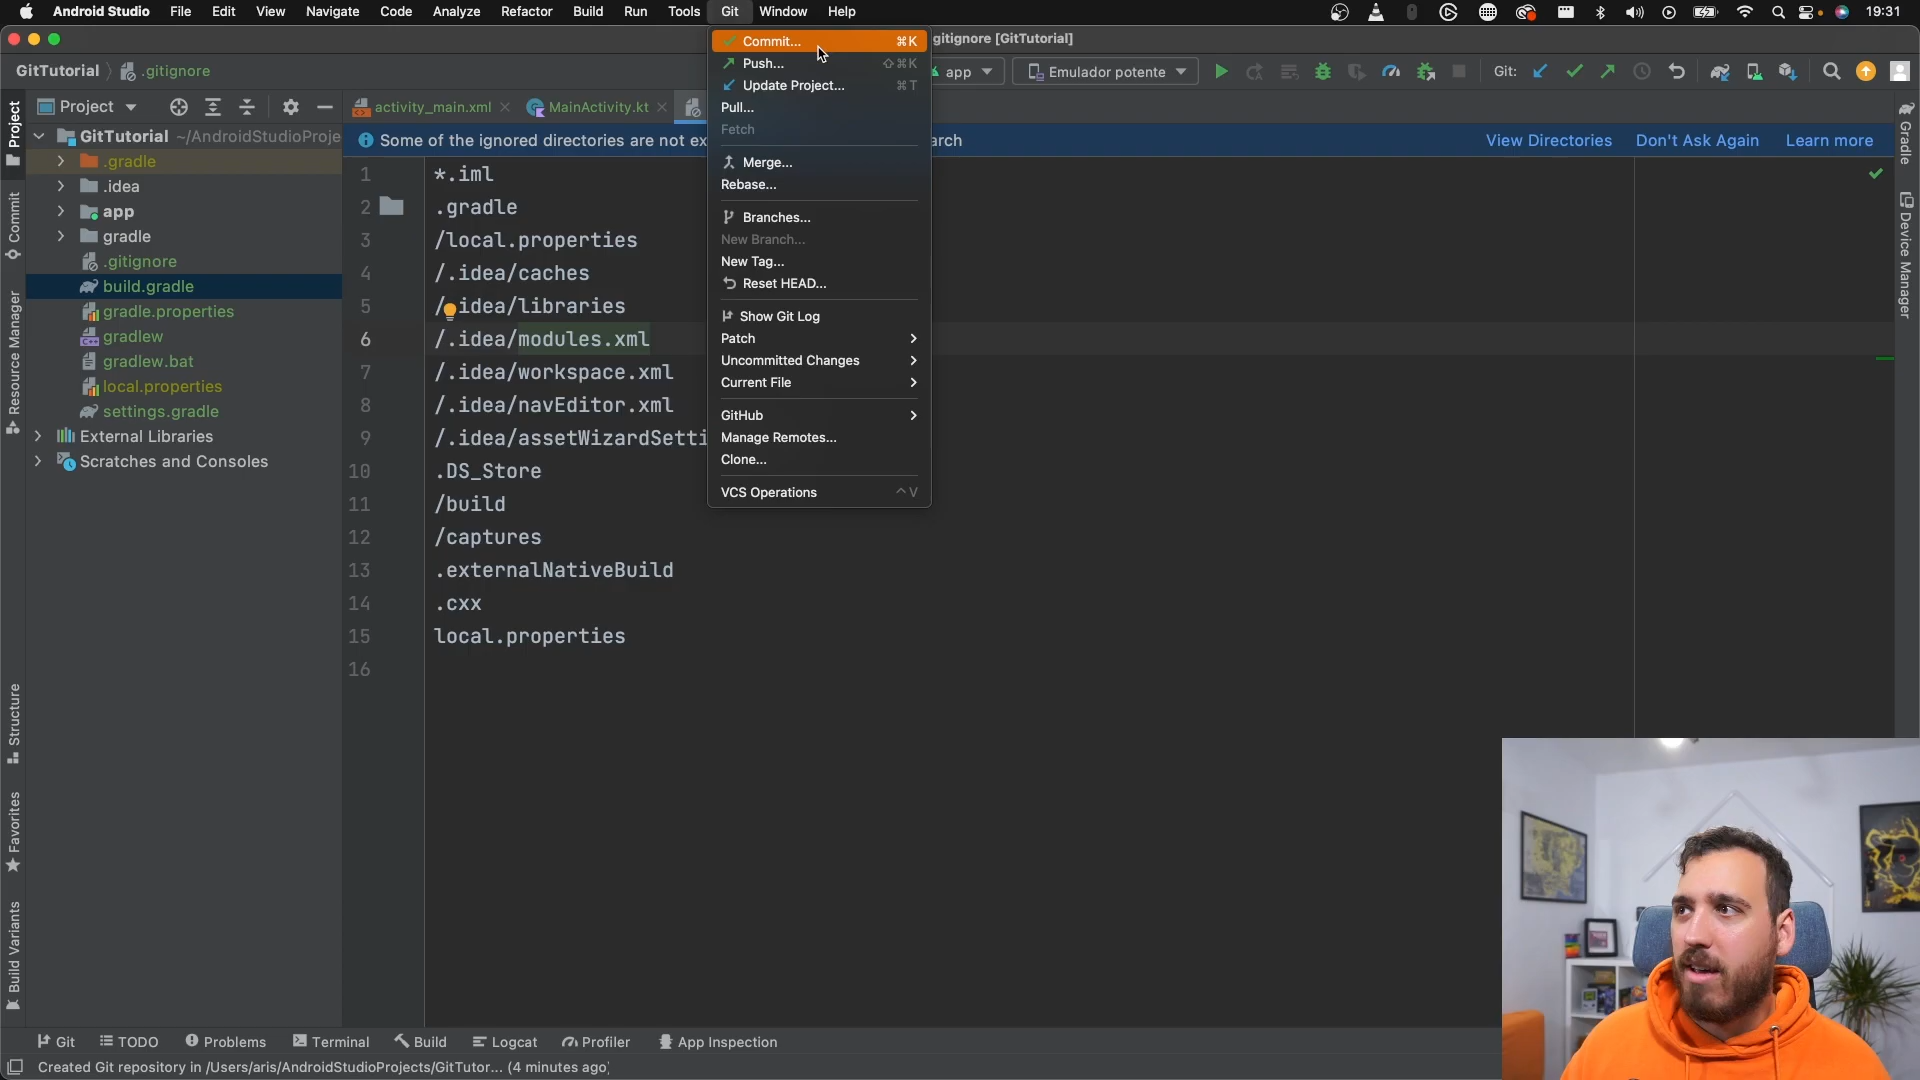 Android Studio File Edit View Navigate Code Analyze Refactor Build Run Tools Git Window Help 19:31
gitignore [GitTutorial]
GitTutorial .gitignore
app Emulador potente Git:
Project
activity_main.xml MainActivity.kt
Some of the ignored directories are not ex arch View Directories Don't Ask Again Learn more
Commit... ⌘K
Push... ⇧⌘K
Update Project... ⌘T
Pull...
Fetch
Merge...
Rebase...
Branches...
New Branch...
New Tag...
Reset HEAD...
Show Git Log
Patch
Uncommitted Changes
Current File
GitHub
Manage Remotes...
Clone...
VCS Operations ^V
GitTutorial ~/AndroidStudioProje
.gradle
.idea
app
gradle
.gitignore
build.gradle
gradle.properties
gradlew
gradlew.bat
local.properties
settings.gradle
External Libraries
Scratches and Consoles
1 *.iml
2 .gradle
3 /local.properties
4 /.idea/caches
5 /.idea/libraries
6 /.idea/modules.xml
7 /.idea/workspace.xml
8 /.idea/navEditor.xml
9 /.idea/assetWizardSetti
10 .DS_Store
11 /build
12 /captures
13 .externalNativeBuild
14 .cxx
15 local.properties
16
Project
Commit
Resource Manager
Structure
Favorites
Build Variants
Gradle
Device Manager
Git TODO Problems Terminal Build Logcat Profiler App Inspection
Created Git repository in /Users/aris/AndroidStudioProjects/GitTutor... (4 minutes ago)